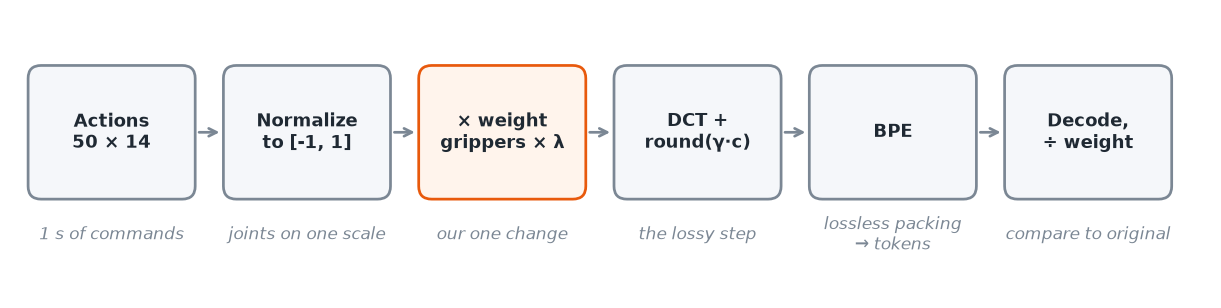 Actions
50 × 14
Normalize
to [-1, 1]
× weight
grippers × λ
DCT +
round(γ·c)
BPE
Decode,
÷ weight
1 s of commands
joints on one scale
our one change
the lossy step
lossless packing
→ tokens
compare to original